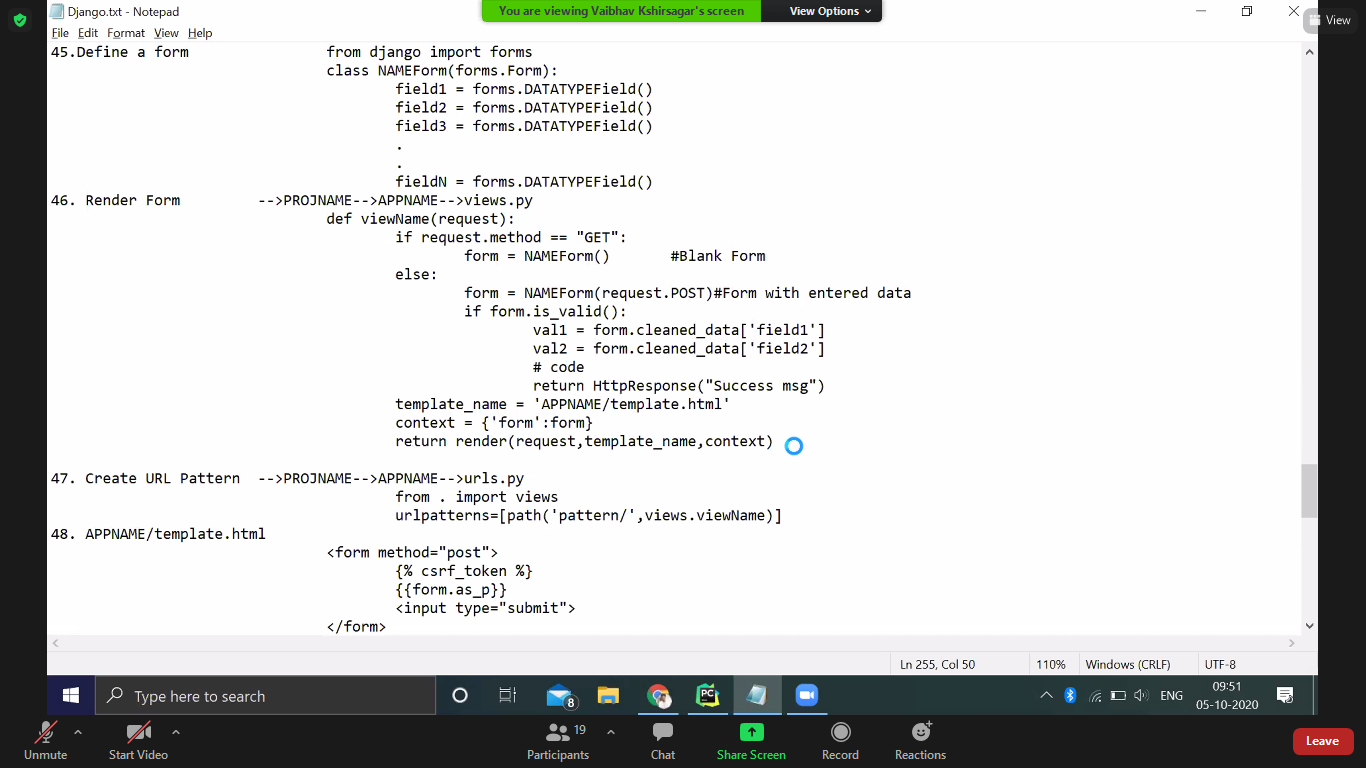 Django.txt - Notepad
You are viewing Vaibhav Kshirsagar's screen
View Options
View
File Edit Format View Help
45.Define a form from django import forms
class NAMEForm(forms.Form):
field1 = forms.DATATYPEField()
field2 = forms.DATATYPEField()
field3 = forms.DATATYPEField()
.
.
fieldN = forms.DATATYPEField()
46. Render Form -->PROJNAME-->APPNAME-->views.py
def viewName(request):
if request.method == "GET":
form = NAMEForm() #Blank Form
else:
form = NAMEForm(request.POST)#Form with entered data
if form.is_valid():
val1 = form.cleaned_data['field1']
val2 = form.cleaned_data['field2']
# code
return HttpResponse("Success msg")
template_name = 'APPNAME/template.html'
context = {'form':form}
return render(request,template_name,context)
47. Create URL Pattern -->PROJNAME-->APPNAME-->urls.py
from . import views
urlpatterns=[path('pattern/',views.viewName)]
48. APPNAME/template.html
<form method="post">
{% csrf_token %}
{{form.as_p}}
<input type="submit">
</form>
Ln 255, Col 50 110% Windows (CRLF) UTF-8
Type here to search
8
PC
ENG
09:51
05-10-2020
Unmute
Start Video
Participants
19
Chat
Share Screen
Record
Reactions
Leave